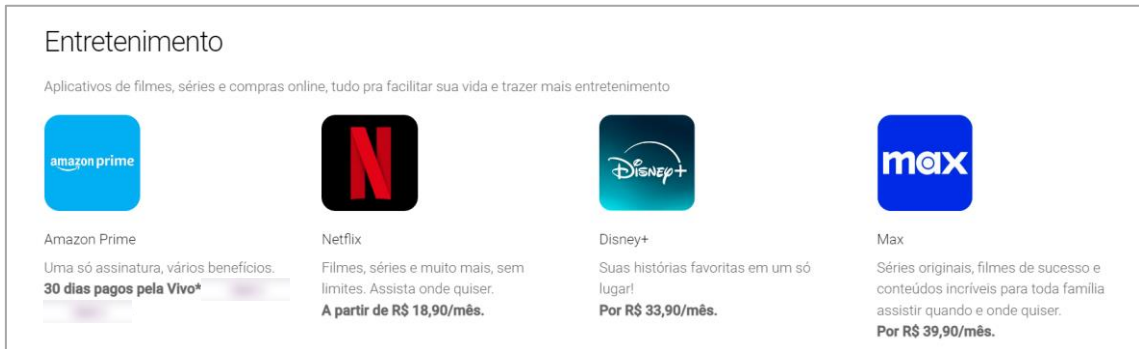 Entretenimento
Aplicativos de filmes, séries e compras online, tudo pra facilitar sua vida e trazer mais entretenimento
amazon prime
N
Disney+
max
Amazon Prime
Uma só assinatura, vários benefícios.
30 dias pagos pela Vivo*
Netflix
Filmes, séries e muito mais, sem
limites. Assista onde quiser.
A partir de R$ 18,90/mês.
Disney+
Suas histórias favoritas em um só
lugar!
Por R$ 33,90/mês.
Max
Séries originais, filmes de sucesso e
conteúdos incríveis para toda família
assistir quando e onde quiser.
Por R$ 39,90/mês.